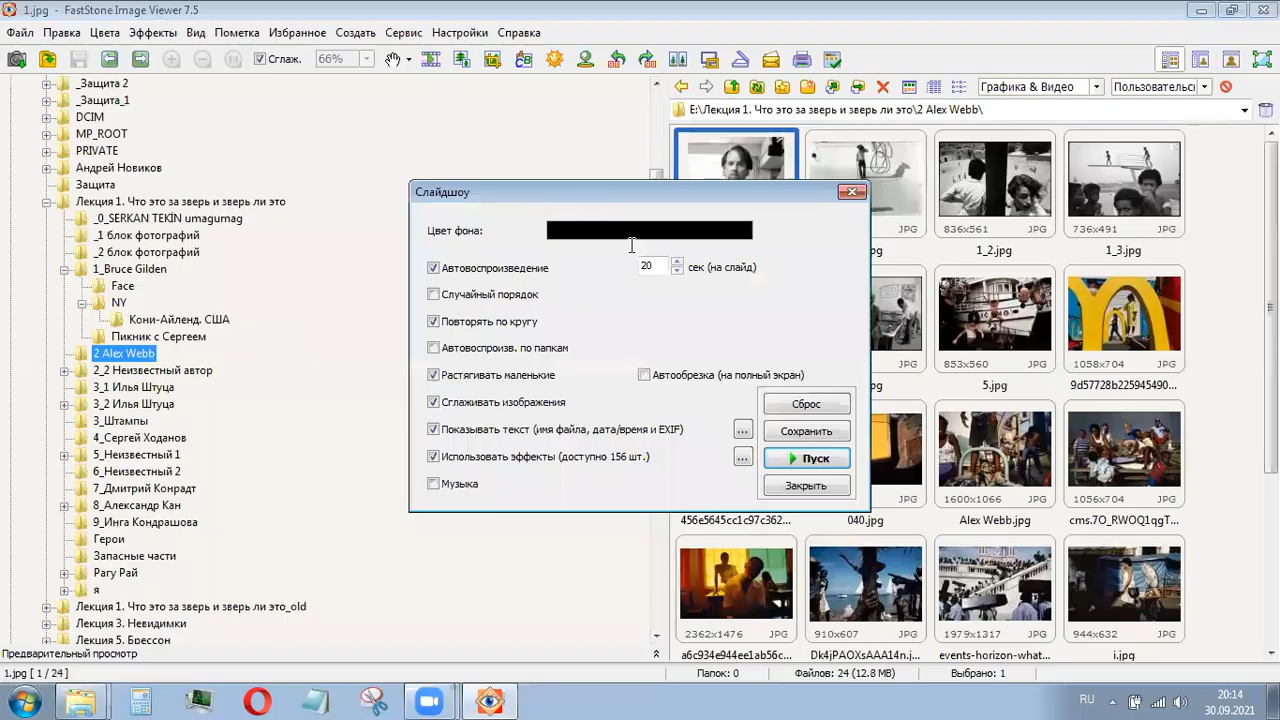 1.jpg - FastStone Image Viewer 7.5
Файл Правка Цвета Эффекты Вид Пометка Избранное Создать Сервис Настройки Справка
Сглаж. 66%
Графика & Видео Пользовательс
E:\Лекция 1. Что это за зверь и зверь ли это\2 Alex Webb\
_Защита 2
_Защита_1
DCIM
MP_ROOT
PRIVATE
Андрей Новиков
Защита
Лекция 1. Что это за зверь и зверь ли это
_0_SERKAN TEKİN umagumag
_1 блок фотографий
_2 блок фотографий
1_Bruce Gilden
Face
NY
Кони-Айленд. США
Пикник с Сергеем
2 Alex Webb
2_2 Неизвестный автор
3_1 Илья Штуца
3_2 Илья Штуца
3_Штампы
4_Сергей Ходанов
5_Неизвестный 1
6_Неизвестный 2
7_Дмитрий Конрадт
8_Александр Кан
9_Инга Кондрашова
Герои
Запасные части
Рагу Рай
я
Лекция 1. Что это за зверь и зверь ли это_old
Лекция 3. Невидимки
Лекция 5. Брессон
Предварительный просмотр
1.jpg [ 1 / 24 ]
Слайдшоу
Цвет фона:
Автовоспроизведение 20 сек (на слайд)
Случайный порядок
Повторять по кругу
Автовоспроизв. по папкам
Растягивать маленькие Автообрезка (на полный экран)
Сглаживать изображения
Показывать текст (имя файла, дата/время и EXIF) ...
Использовать эффекты (доступно 156 шт.) ...
Музыка
Сброс
Сохранить
Пуск
Закрыть
836x561 JPG 736x491 JPG
1_2.jpg 1_3.jpg
853x560 JPG 1058x704 JPG
5.jpg 9d57728b225945490...
1600x1066 JPG 1056x704 JPG
456e5645cc1c97c362... 040.jpg Alex Webb.jpg cms.7O_RWOQ1qgT...
2362x1476 JPG 910x607 JPG 1979x1317 JPG 944x632 JPG
a6c934e944ee1ab56c... Dk4jPAOXsAAA14n.j... events-horizon-what... i.jpg
Папок: 0 Файлов: 24 (12.8 MB) Выбрано: 1
RU
20:14
30.09.2021